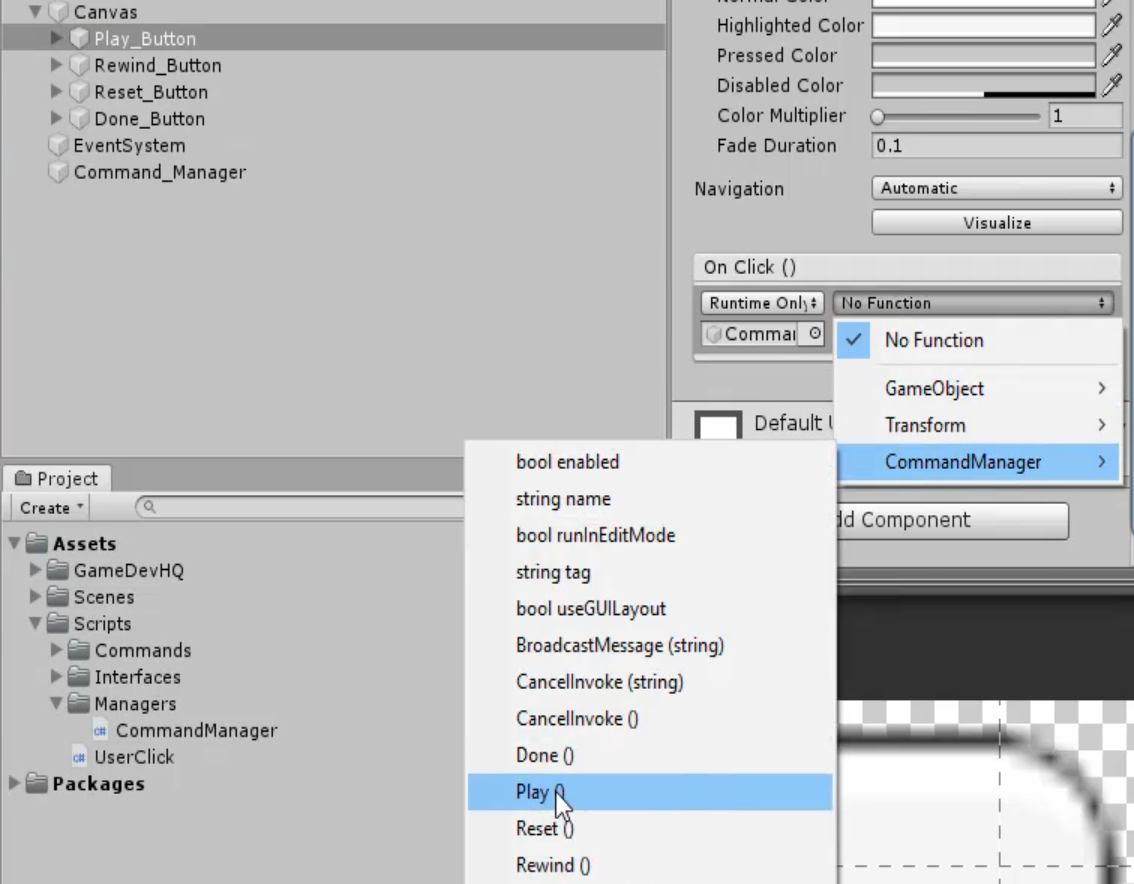 Canvas
Play_Button
Rewind_Button
Reset_Button
Done_Button
EventSystem
Command_Manager
Highlighted Color
Pressed Color
Disabled Color
Color Multiplier
1
Fade Duration
0.1
Navigation
Automatic
Visualize
On Click ()
Runtime Only
No Function
Comma
No Function
GameObject
Transform
CommandManager
Default
dd Component
Project
Create
Assets
GameDevHQ
Scenes
Scripts
Commands
Interfaces
Managers
c# CommandManager
c# UserClick
Packages
bool enabled
string name
bool runInEditMode
string tag
bool useGUILayout
BroadcastMessage (string)
CancelInvoke (string)
CancelInvoke ()
Done ()
Play ()
Reset ()
Rewind ()